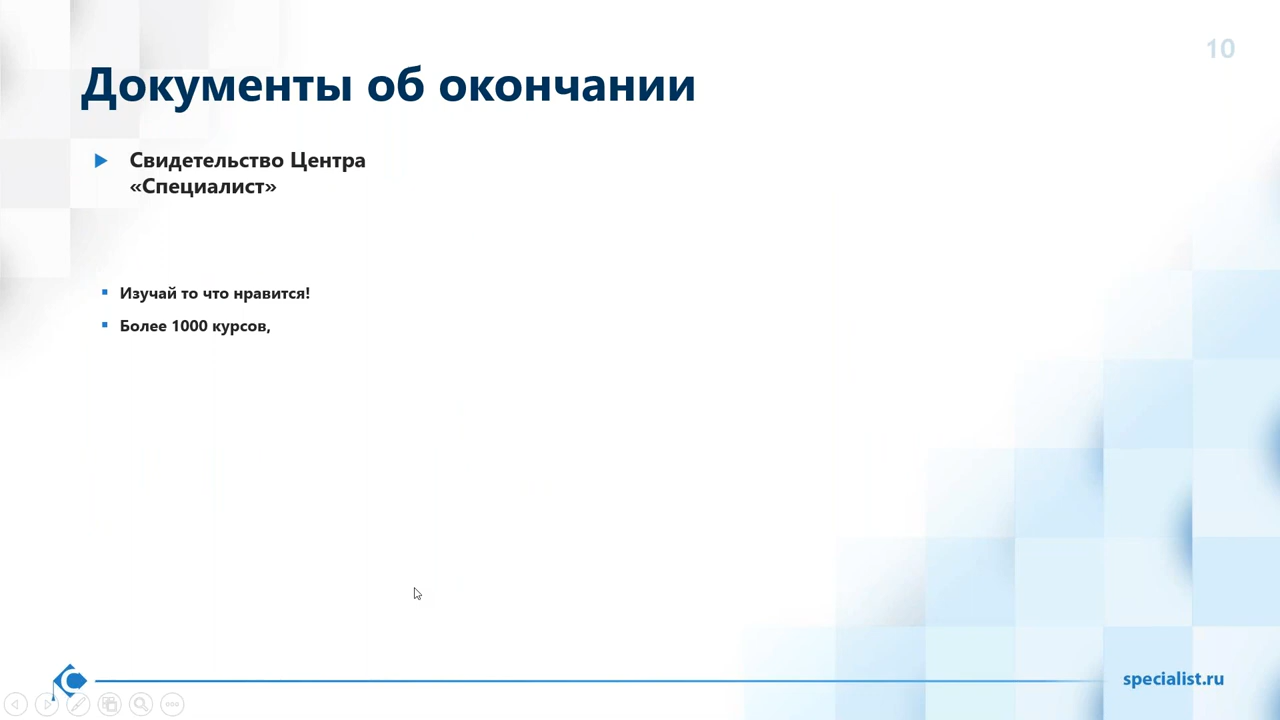 10
Документы об окончании
Свидетельство Центра
«Специалист»
Изучай то что нравится!
Более 1000 курсов,
specialist.ru